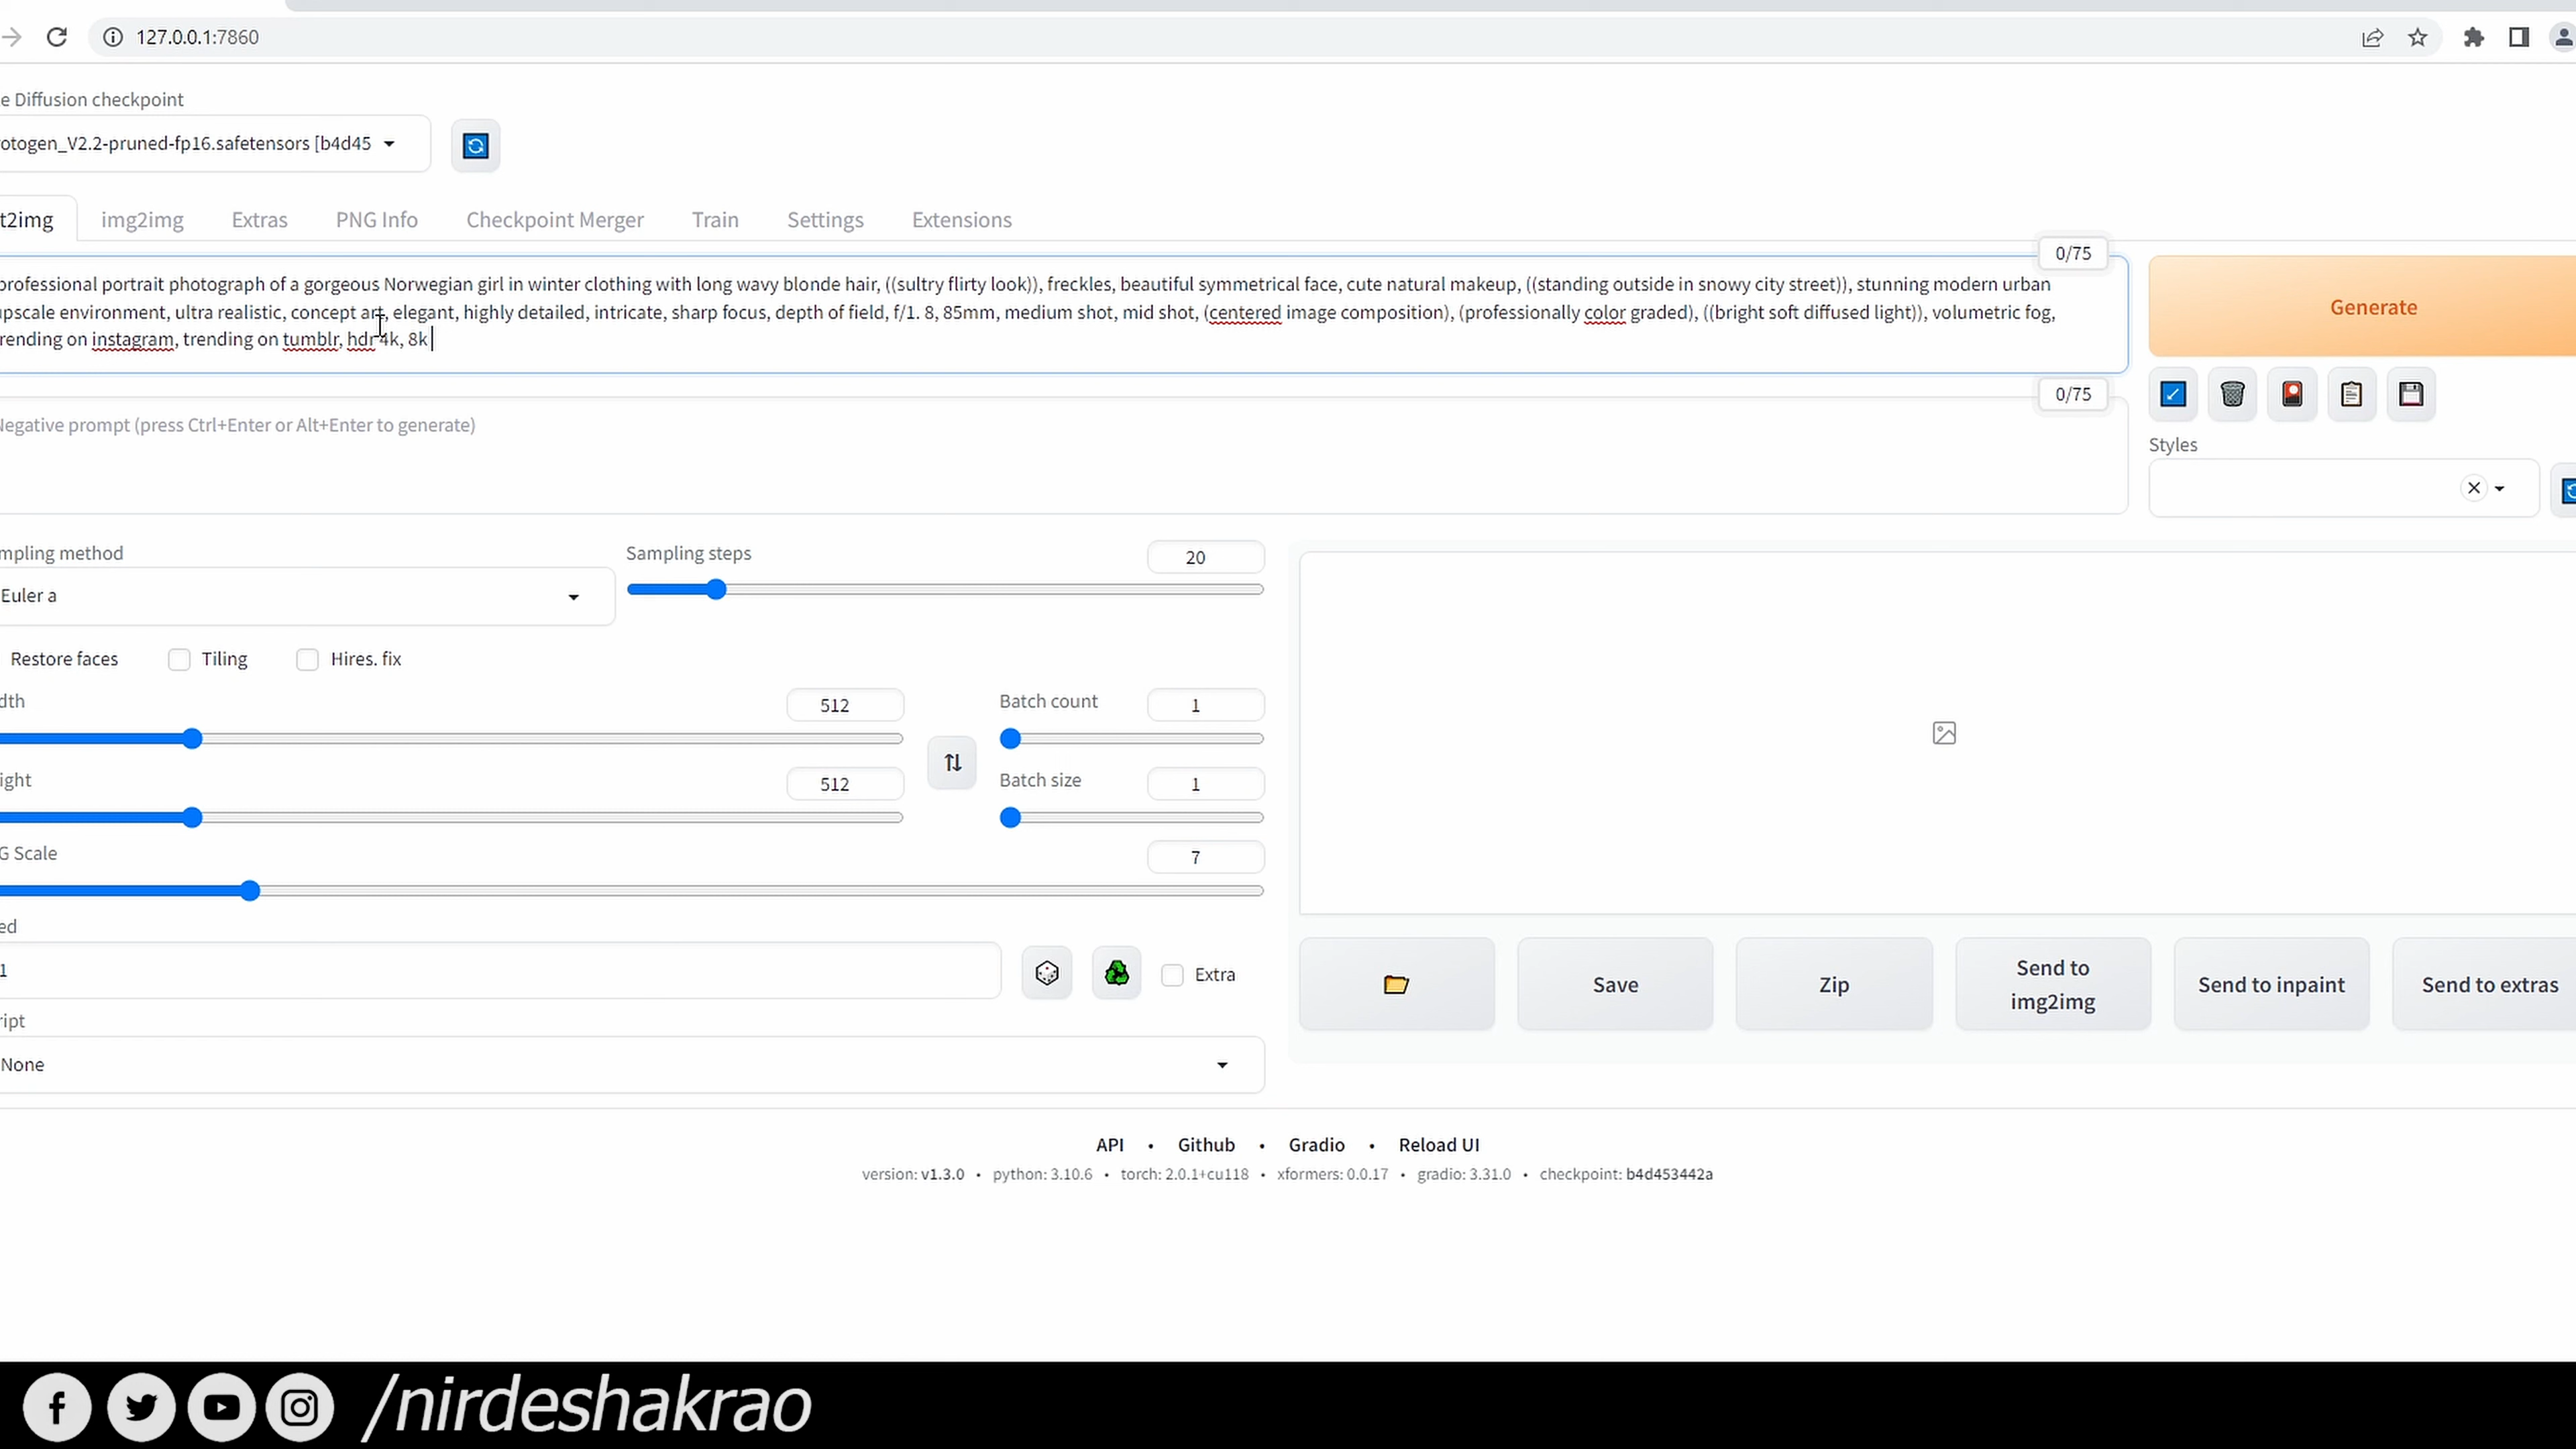 127.0.0.1:7860
e Diffusion checkpoint
otogen_V2.2-pruned-fp16.safetensors [b4d45
t2img img2img Extras PNG Info Checkpoint Merger Train Settings Extensions
0/75
professional portrait photograph of a gorgeous Norwegian girl in winter clothing with long wavy blonde hair, ((sultry flirty look)), freckles, beautiful symmetrical face, cute natural makeup, ((standing outside in snowy city street)), stunning modern urban
upscale environment, ultra realistic, concept art, elegant, highly detailed, intricate, sharp focus, depth of field, f/1. 8, 85mm, medium shot, mid shot, (centered image composition), (professionally color graded), ((bright soft diffused light)), volumetric fog,
rending on instagram, trending on tumblr, hdr 4k, 8k
Generate
0/75
Negative prompt (press Ctrl+Enter or Alt+Enter to generate)
Styles
mpling method
Euler a
Sampling steps 20
Restore faces Tiling Hires. fix
dth 512
Batch count 1
ight 512
Batch size 1
G Scale 7
ed
1
Extra
ript
None
Save
Zip
Send to
img2img
Send to inpaint
Send to extras
API • Github • Gradio • Reload UI
version: v1.3.0 • python: 3.10.6 • torch: 2.0.1+cu118 • xformers: 0.0.17 • gradio: 3.31.0 • checkpoint: b4d453442a
/nirdeshakrao